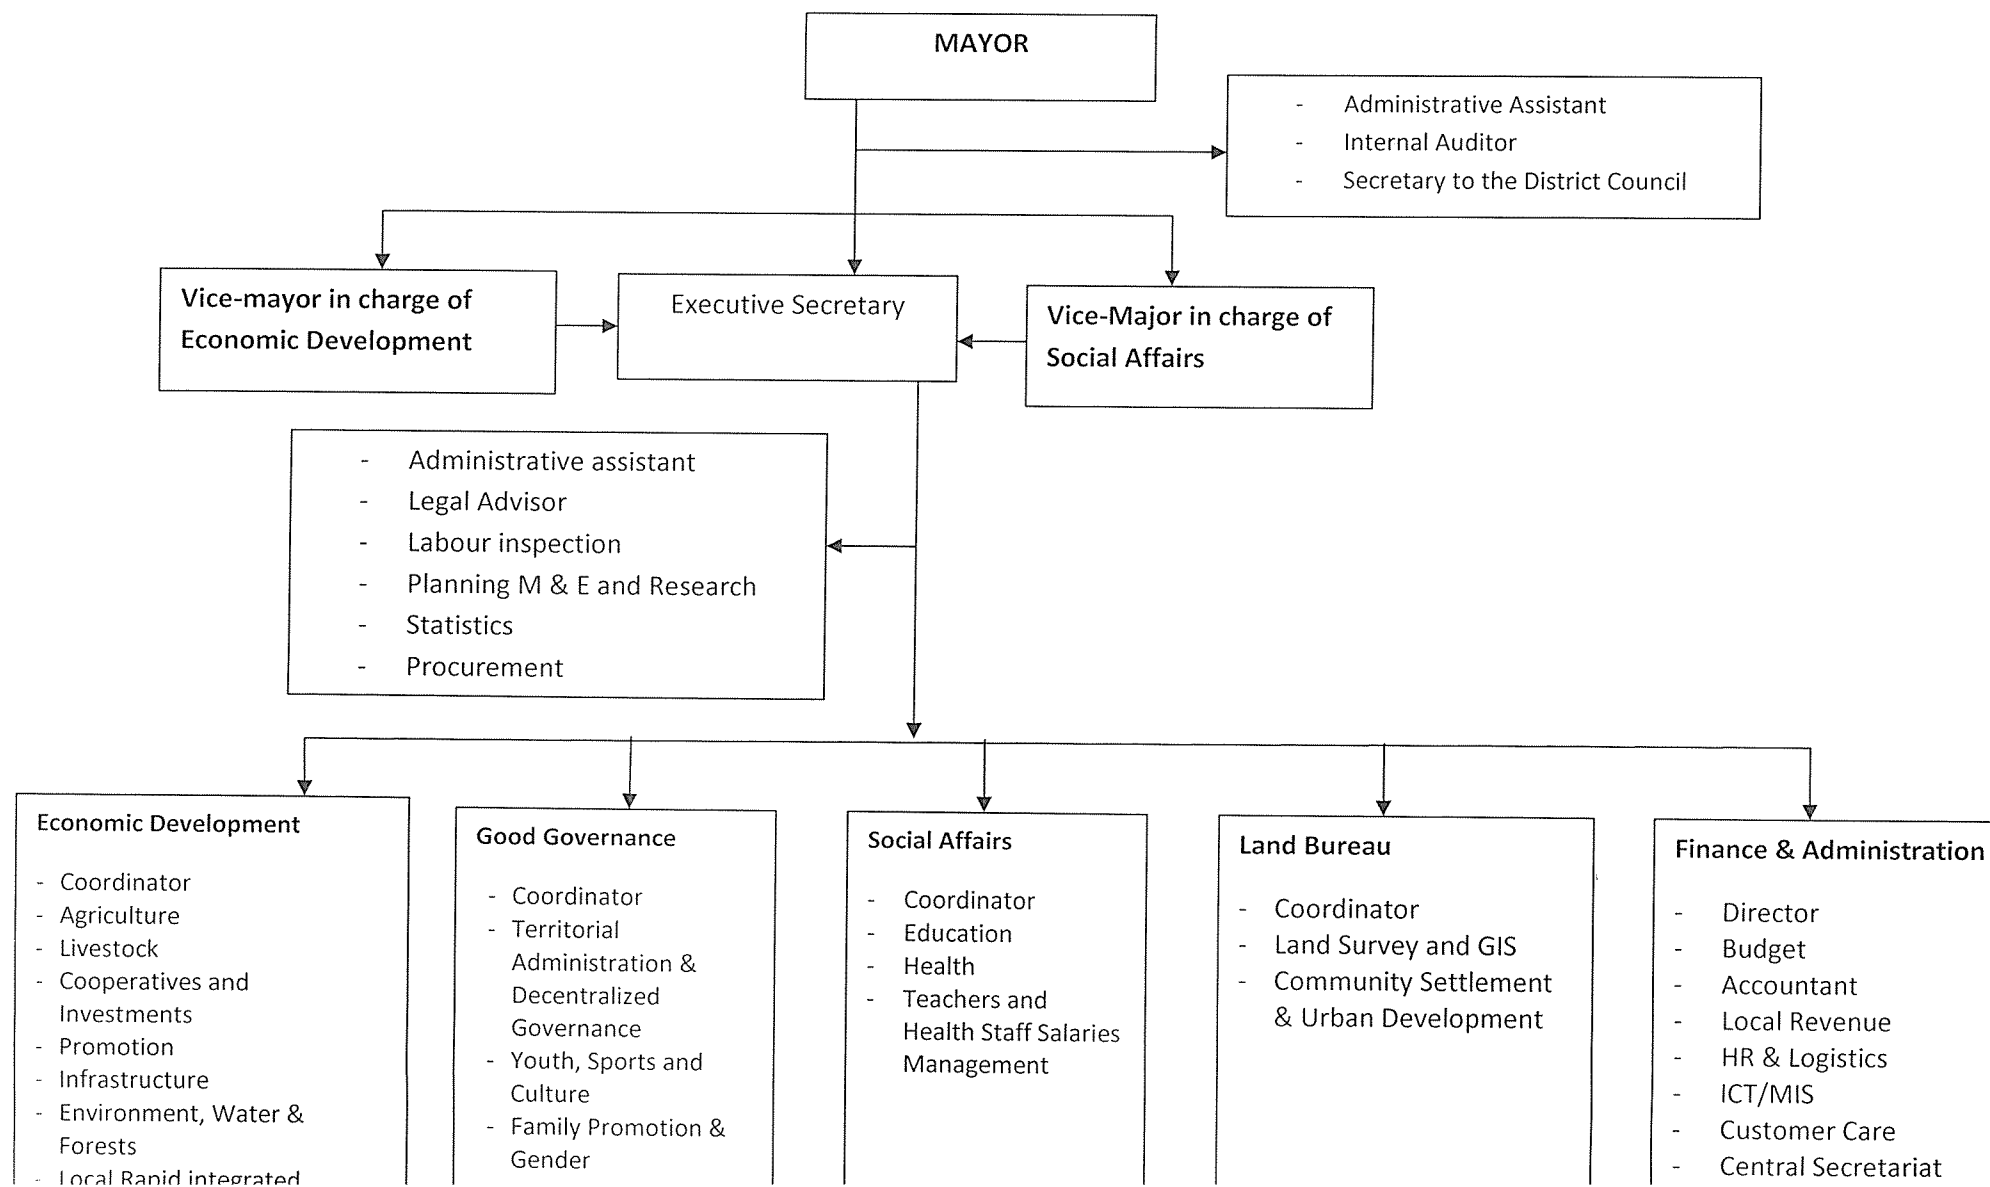 MAYOR
- Administrative Assistant
- Internal Auditor
- Secretary to the District Council
Vice-mayor in charge of
Economic Development
Executive Secretary
Vice-Major in charge of
Social Affairs
- Administrative assistant
- Legal Advisor
- Labour inspection
- Planning M & E and Research
- Statistics
- Procurement
Economic Development
- Coordinator
- Agriculture
- Livestock
- Cooperatives and
Investments
- Promotion
- Infrastructure
- Environment, Water &
Forests
- Local Rapid integrated
Good Governance
- Coordinator
- Territorial
Administration &
Decentralized
Governance
- Youth, Sports and
Culture
- Family Promotion &
Gender
Social Affairs
- Coordinator
- Education
- Health
- Teachers and
Health Staff Salaries
Management
Land Bureau
- Coordinator
- Land Survey and GIS
- Community Settlement
& Urban Development
Finance & Administration
- Director
- Budget
- Accountant
- Local Revenue
- HR & Logistics
- ICT/MIS
- Customer Care
- Central Secretariat